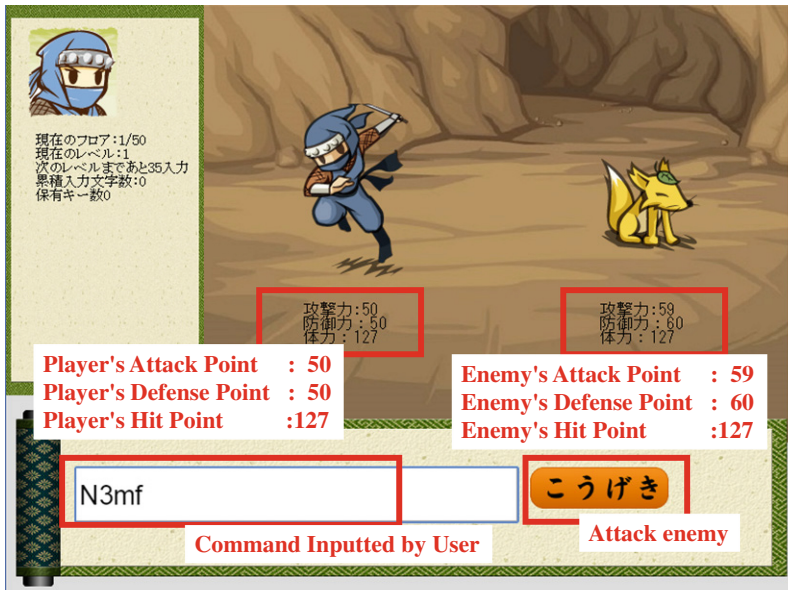 現在のフロア:1/50
現在のレベル:1
次のレベルまであと35入力
累積入力文字数:0
保有キー数0
攻撃力:50
防御力:50
体力:127
攻撃力:59
防御力:60
体力:127
Player's Attack Point : 50
Player's Defense Point : 50
Player's Hit Point :127
Enemy's Attack Point : 59
Enemy's Defense Point : 60
Enemy's Hit Point :127
N3mf
こうげき
Command Inputted by User
Attack enemy